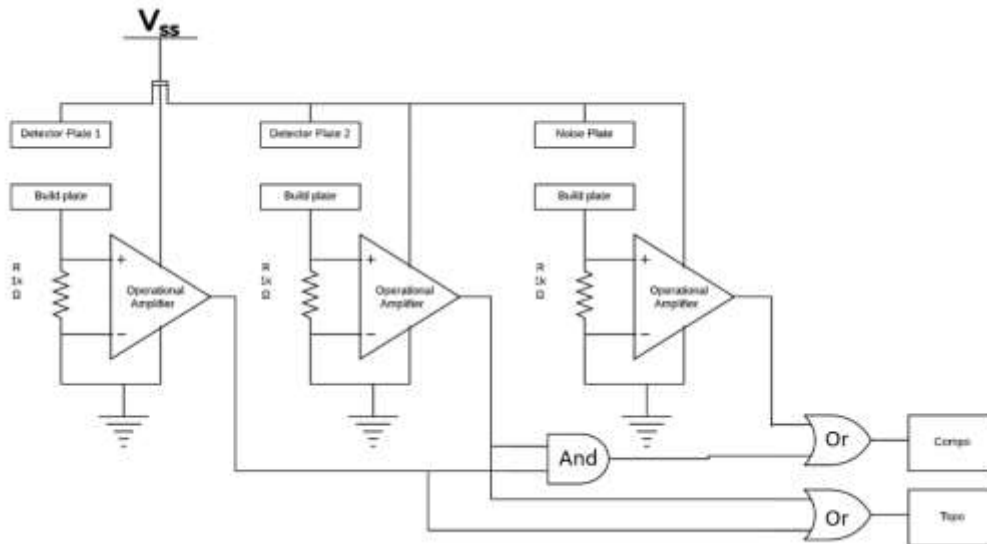 Vss
Detector Plate 1
Detector Plate 2
Noise Plate
Build plate
Build plate
Build plate
R
1k
Ω
+
Operational
Amplifier
−
R
1k
Ω
+
Operational
Amplifier
−
R
1k
Ω
+
Operational
Amplifier
−
And
Or
Compo
Or
Topo